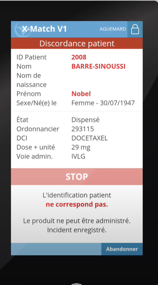 X-Match V1 AQUEMARD
Discordance patient
ID Patient 2008
Nom BARRE-SINOUSSI
Nom de
naissance
Prénom Nobel
Sexe/Né(e) le Femme - 30/07/1947
État Dispensé
Ordonnancier 293115
DCI DOCETAXEL
Dose + unité 29 mg
Voie admin. IVLG
STOP
L'identification patient
ne correspond pas.
Le produit ne peut être administré.
Incident enregistré.
Abandonner